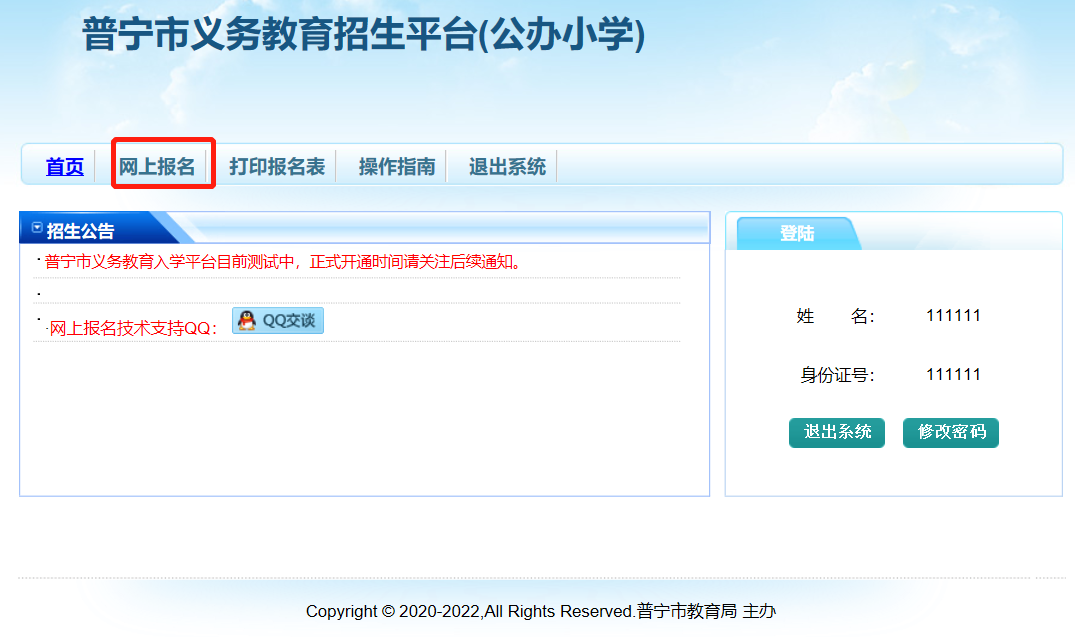 普宁市义务教育招生平台(公办小学)
首页 网上报名 打印报名表 操作指南 退出系统
招生公告
·普宁市义务教育入学平台目前测试中，正式开通时间请关注后续通知。
·
·
·网上报名技术支持QQ： QQ交谈
登陆
姓 名： 111111
身份证号： 111111
退出系统 修改密码
Copyright © 2020-2022,All Rights Reserved.普宁市教育局 主办